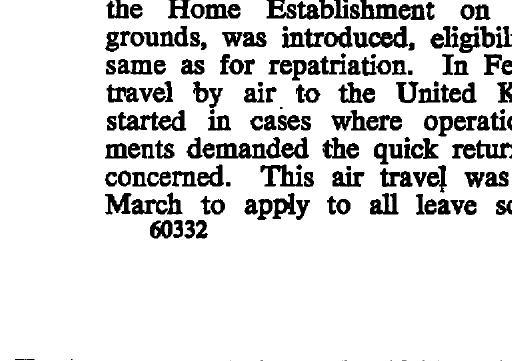 the Home Establishment on
grounds, was introduced, eligibil
same as for repatriation. In Fe
travel by air to the United K
started in cases where operatio
ments demanded the quick retur
concerned. This air travel was
March to apply to all leave sc
60332